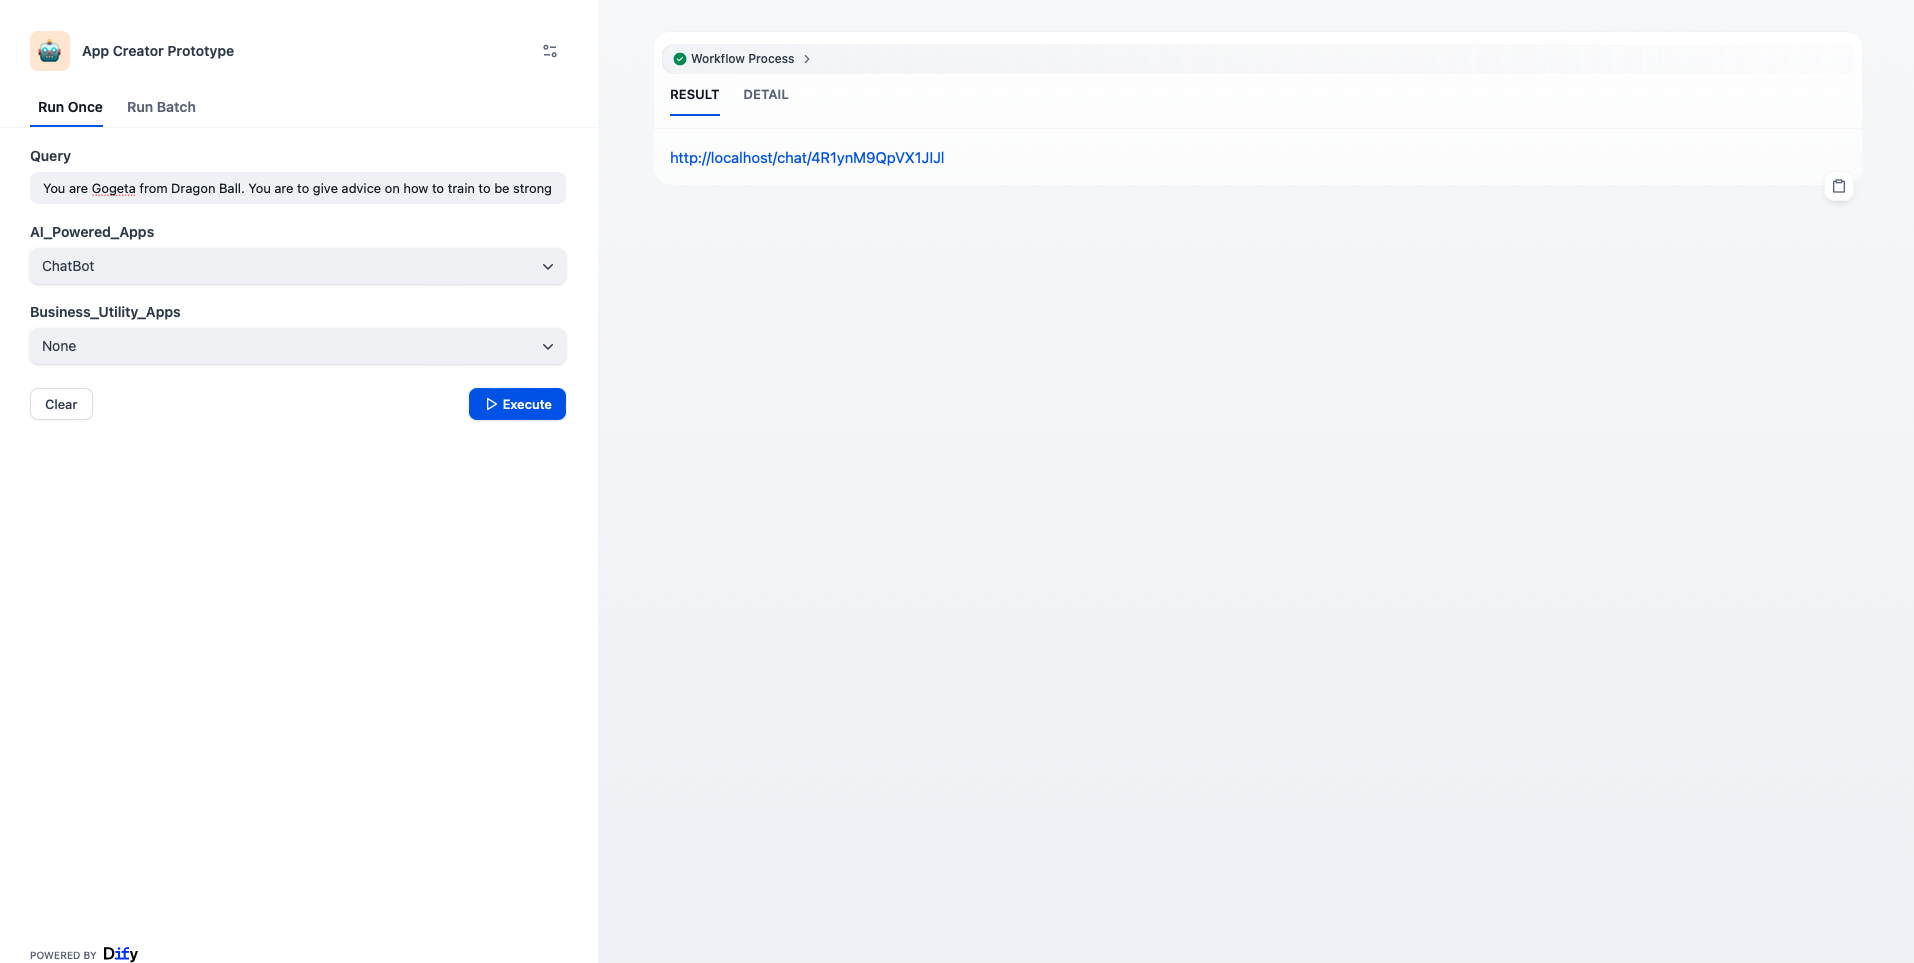 App Creator Prototype
Run Once
Run Batch
Query
You are Gogeta from Dragon Ball. You are to give advice on how to train to be strong
AI_Powered_Apps
ChatBot
Business_Utility_Apps
None
Clear
Execute
POWERED BY Dify
Workflow Process
RESULT
DETAIL
http://localhost/chat/4R1ynM9QpVX1JIJl